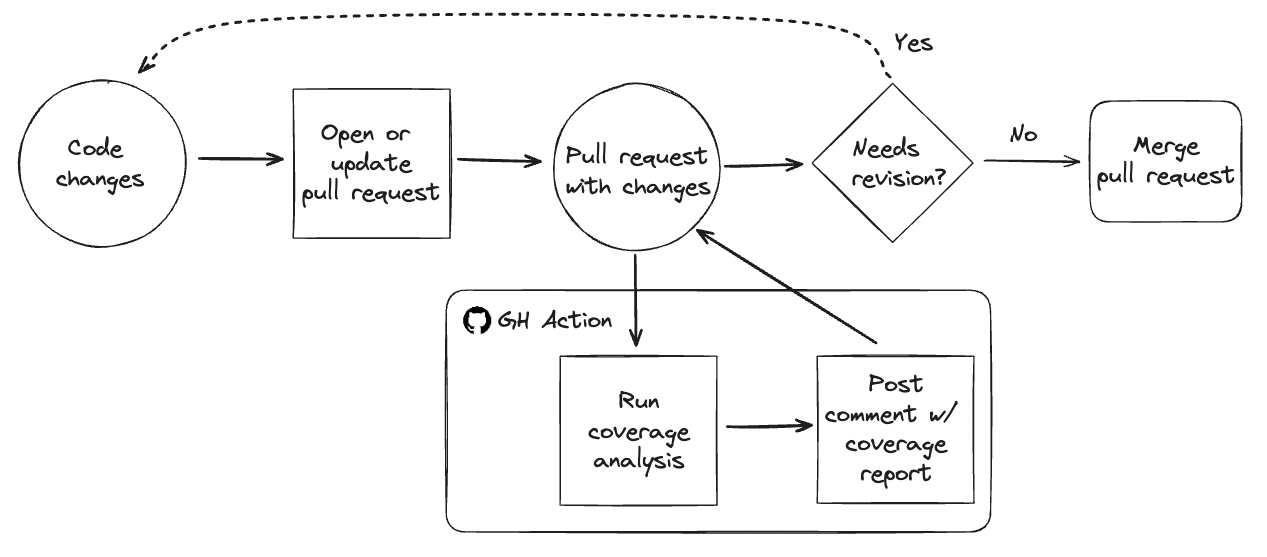 Yes
Code
changes
Open or
update
pull request
Pull request
with changes
Needs
revision?
No
Merge
pull request
GH Action
Run
coverage
analysis
Post
comment w/
coverage
report